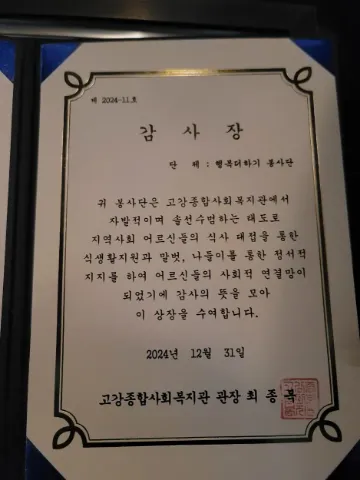 제 2024-11호
감 사 장
단 체 : 행복더하기 봉사단
귀 봉사단은 고강종합사회복지관에서
자발적이며 솔선수범하는 태도로
지역사회 어르신들의 식사 대접을 통한
식생활지원과 말벗, 나들이를 통한 정서적
지지를 하여 어르신들의 사회적 연결망이
되었기에 감사의 뜻을 모아
이 상장을 수여합니다.
2024년 12월 31일
고강종합사회복지관 관장 최 종 복